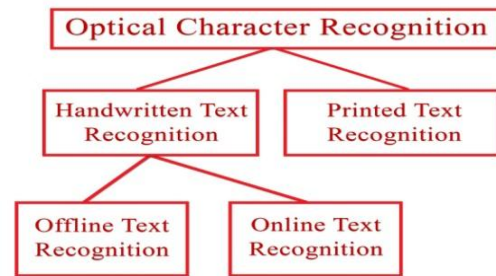 Optical Character Recognition
Handwritten Text
Recognition
Printed Text
Recognition
Offline Text
Recognition
Online Text
Recognition